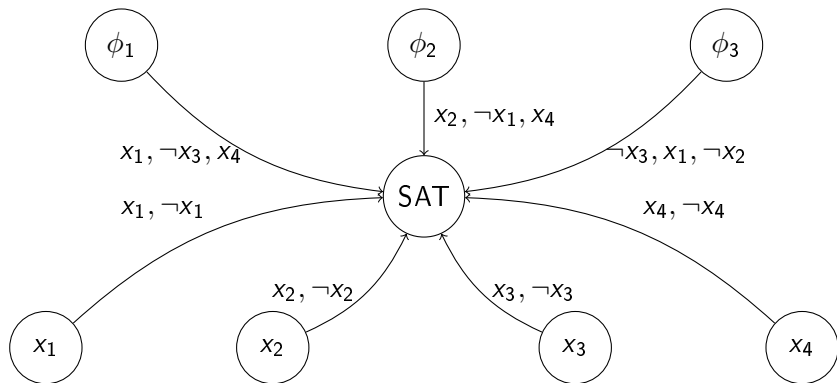 ϕ₁
ϕ₂
ϕ₃
x₂, ¬x₁, x₄
x₁, ¬x₃, x₄
¬x₃, x₁, ¬x₂
SAT
x₁, ¬x₁
x₄, ¬x₄
x₂, ¬x₂
x₃, ¬x₃
x₁
x₂
x₃
x₄